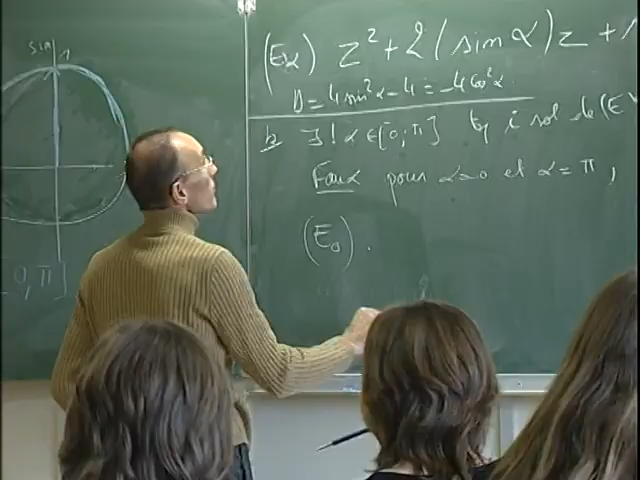 sin 1
(Eα) z² + 2(sin α)z + 1
Δ = 4 sin²α - 4 = -4 cos²α
b ∃! α ∈ [0; π] tq i sol de (E
Faux pour α=0 et α = π,
(E₀).
0, π]